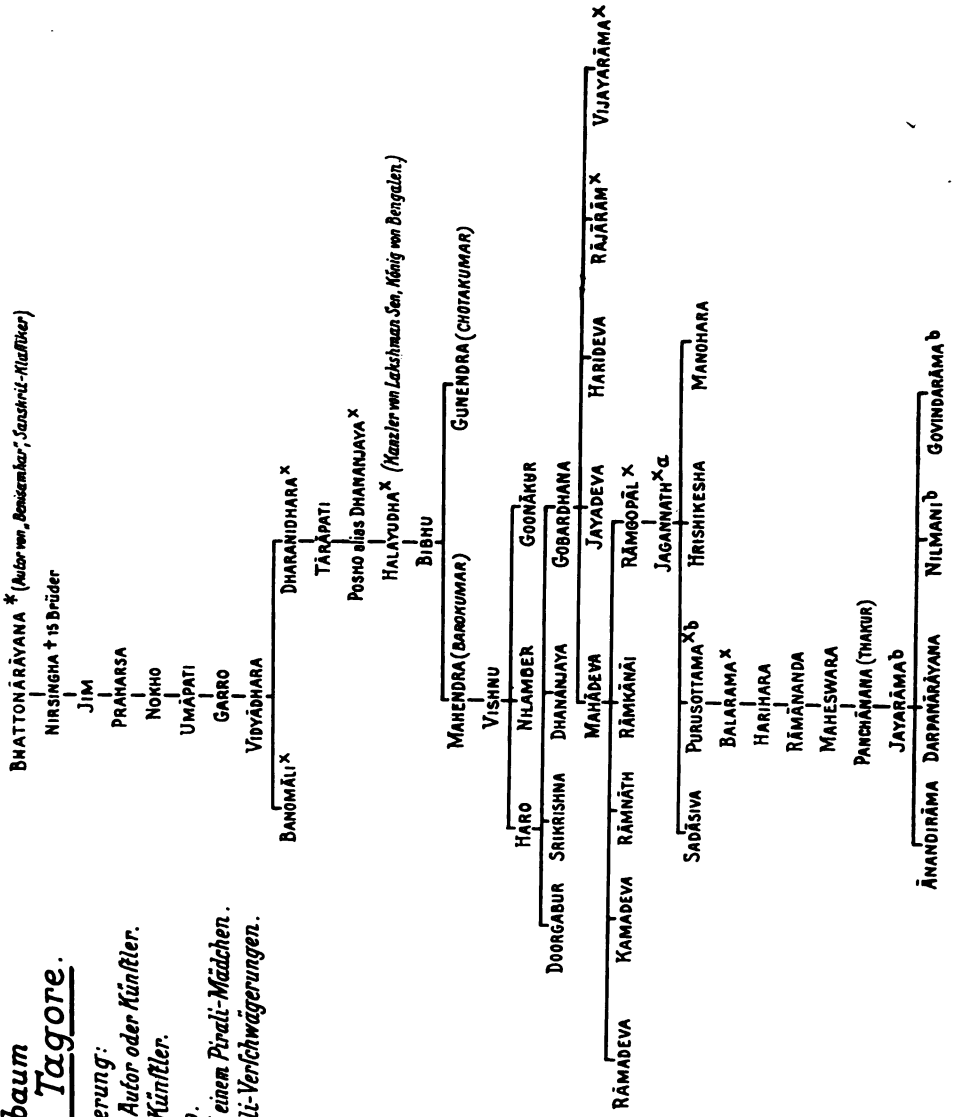 baum
Tagore.
erung:
Autor oder Künſtler.
Künſtler.
einem Pirali-Mädchen.
li-Verſchwägerungen.
BHATTONĀRĀYANA * (Autor von „Benisamhar", Sanskrit-Klaſſiker)
NIRSINGHA + 15 Brüder
JIM
PRAHARSA
NOKHO
UMĀPATI
GARRO
VIDYĀDHARA
BANOMĀLI x DHARANIDHARA x
TĀRĀPATI
POSHO alias DHANANJAYA x
HALAYUDHA x (Kanzler von Lakshman Sen, König von Bengalen)
BIBHU
MAHENDRA (BAROKUMAR) GUNENDRA (CHOTAKUMAR)
VISHNU
HARO NILAMBER GOONĀKUR
DOORGABUR SRIKRISHNA DHANANJAYA GOBARDHANA
MAHĀDEVA JAYADEVA HARIDEVA RĀJĀRĀM x VIJAYARĀMA x
RĀMADEVA KAMADEVA RĀMNĀTH RĀMKĀNĀI RĀMGOPĀL x
JAGANNATH x a
SADĀSIVA PURUSOTTAMA x b HRISHIKESHA MANOHARA
BALARAMA x
HARIHARA
RĀMĀNANDA
MAHESWARA
PANCHĀNANA (THAKUR)
JAYARĀMA b
ĀNANDIRĀMA DARPANĀRĀYANA NILMANI b GOVINDARĀMA b